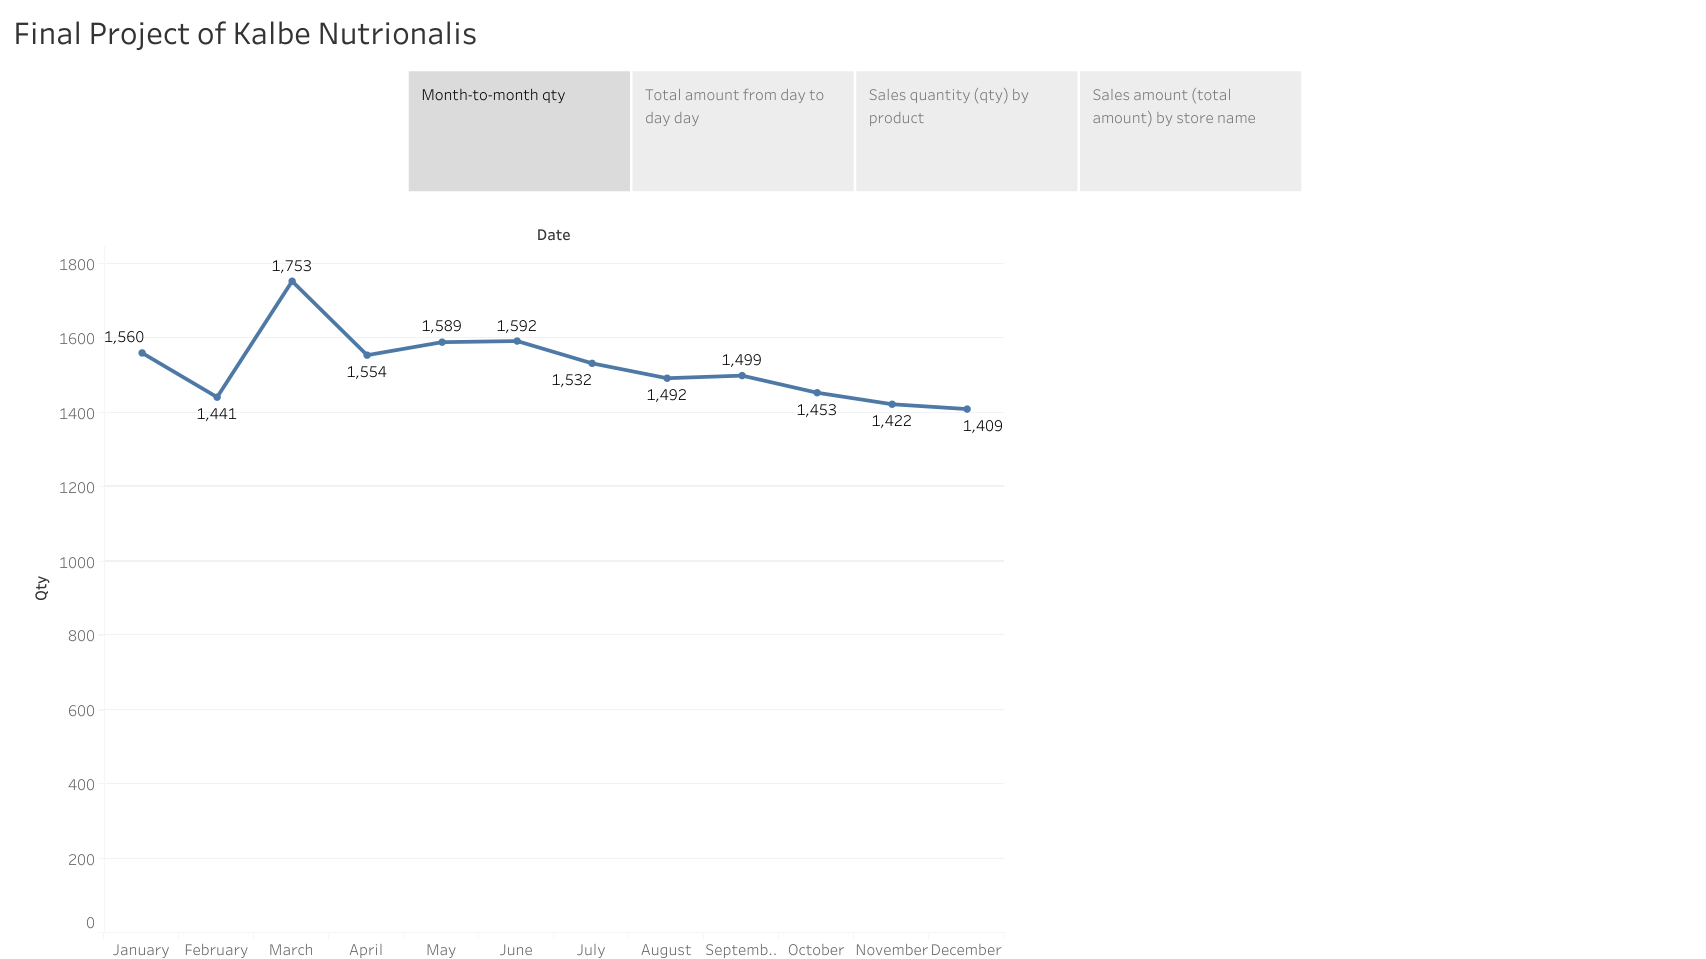 Final Project of Kalbe Nutrionalis
Month-to-month qty
Total amount from day to
day day
Sales quantity (qty) by
product
Sales amount (total
amount) by store name
Date
1800
1600
1400
1200
1000
800
600
400
200
0
Qty
1,560
1,441
1,753
1,554
1,589
1,592
1,532
1,492
1,499
1,453
1,422
1,409
January February March April May June July August Septemb.. October November December